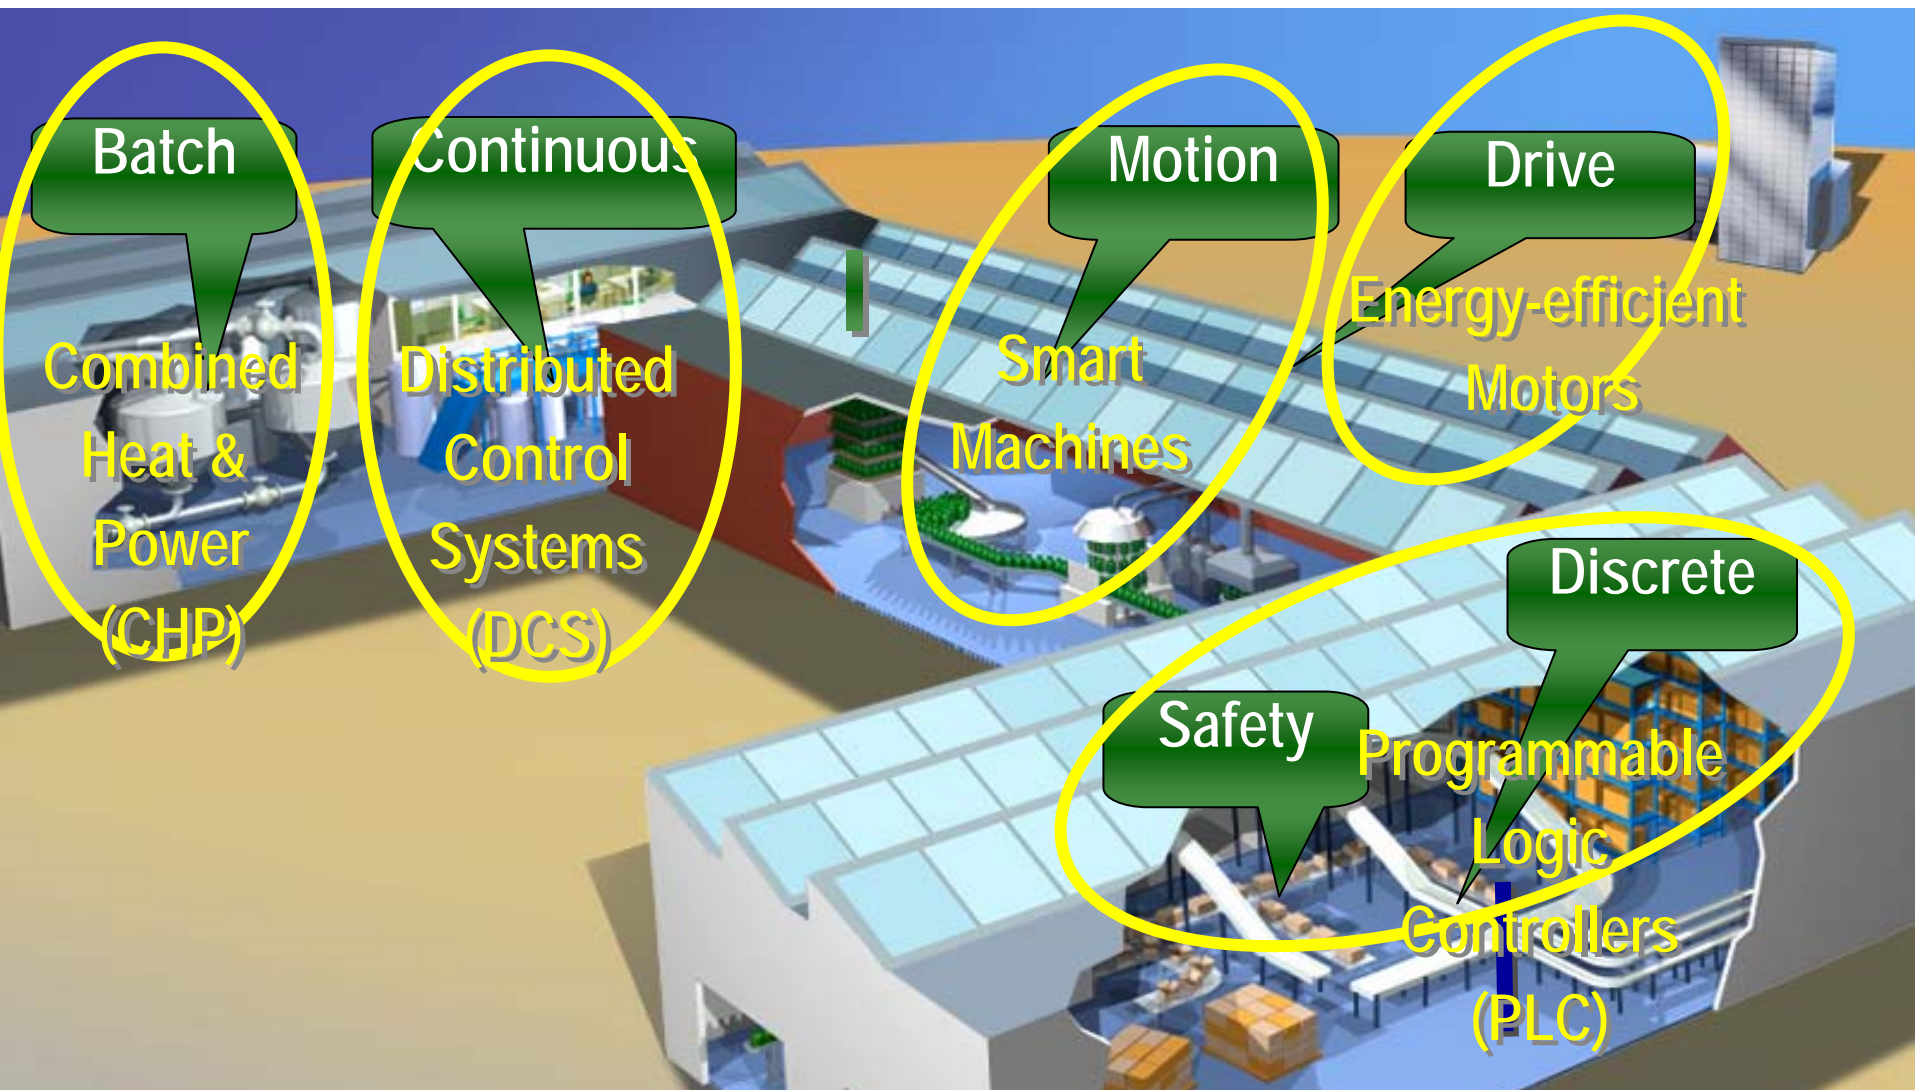 Batch
Combined
Heat &
Power
(CHP)
Continuous
Distributed
Control
Systems
(DCS)
Motion
Smart
Machines
Drive
Energy-efficient
Motors
Safety
Discrete
Programmable
Logic
Controllers
(PLC)